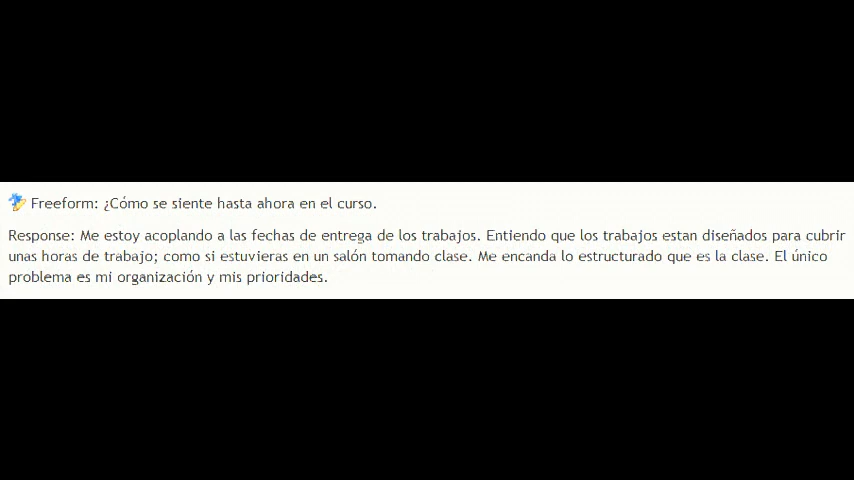 Freeform: ¿Cómo se siente hasta ahora en el curso.
Response: Me estoy acoplando a las fechas de entrega de los trabajos. Entiendo que los trabajos estan diseñados para cubrir
unas horas de trabajo; como si estuvieras en un salón tomando clase. Me encanda lo estructurado que es la clase. El único
problema es mi organización y mis prioridades.